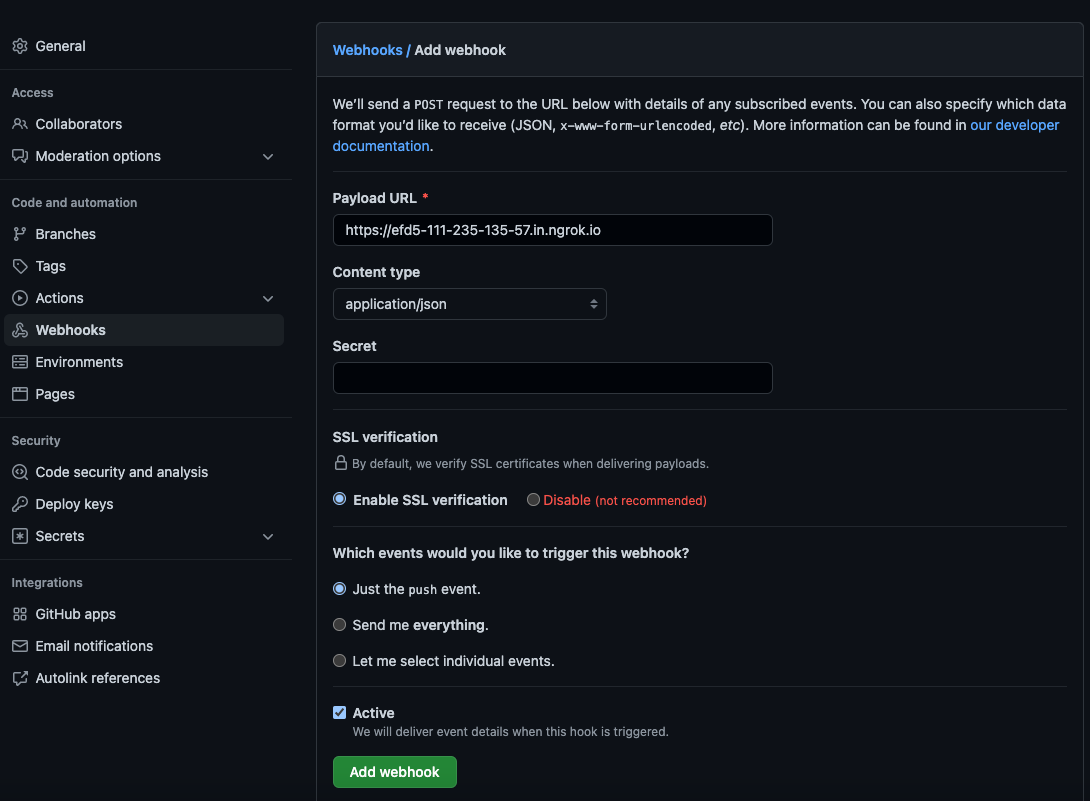 General
Access
Collaborators
Moderation options
Code and automation
Branches
Tags
Actions
Webhooks
Environments
Pages
Security
Code security and analysis
Deploy keys
Secrets
Integrations
GitHub apps
Email notifications
Autolink references
Webhooks / Add webhook
We’ll send a POST request to the URL below with details of any subscribed events. You can also specify which data
format you’d like to receive (JSON, x-www-form-urlencoded, etc). More information can be found in our developer
documentation.
Payload URL *
https://efd5-111-235-135-57.in.ngrok.io
Content type
application/json
Secret
SSL verification
By default, we verify SSL certificates when delivering payloads.
Enable SSL verification Disable (not recommended)
Which events would you like to trigger this webhook?
Just the push event.
Send me everything.
Let me select individual events.
Active
We will deliver event details when this hook is triggered.
Add webhook